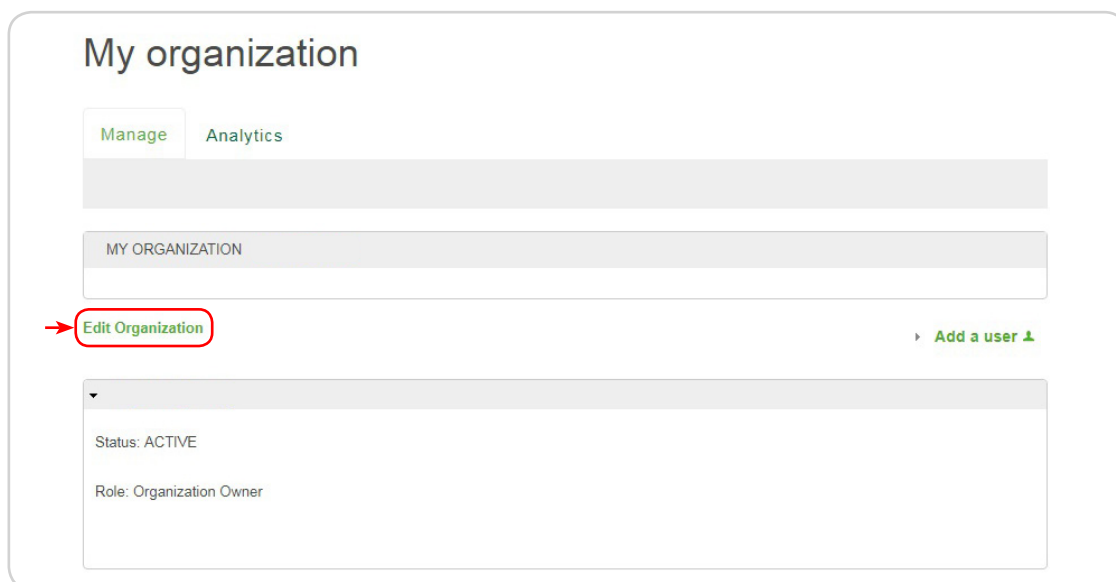 My organization
Manage Analytics
MY ORGANIZATION
Edit Organization
Add a user
Status: ACTIVE
Role: Organization Owner